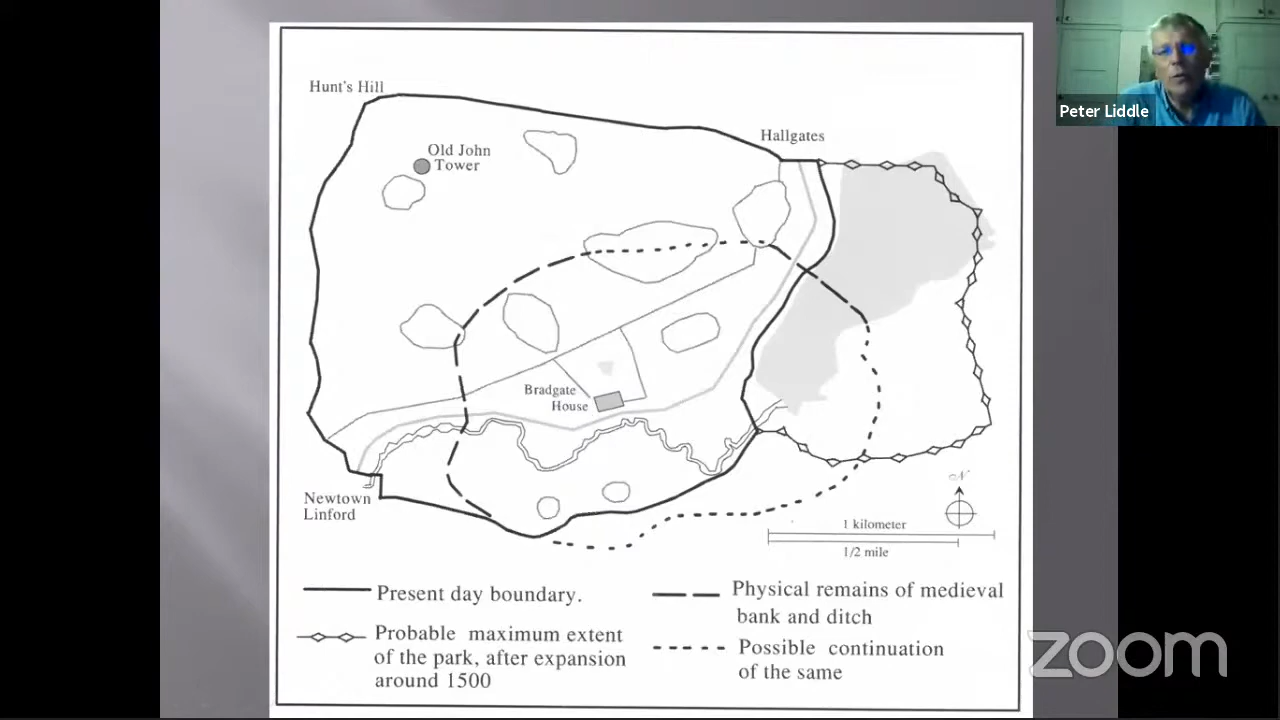 Peter Liddle
Hunt's Hill
Hallgates
Old John
Tower
Bradgate
House
Newtown
Linford
N
1 kilometer
1/2 mile
Present day boundary.
Probable maximum extent
of the park, after expansion
around 1500
Physical remains of medieval
bank and ditch
Possible continuation
of the same
zoom